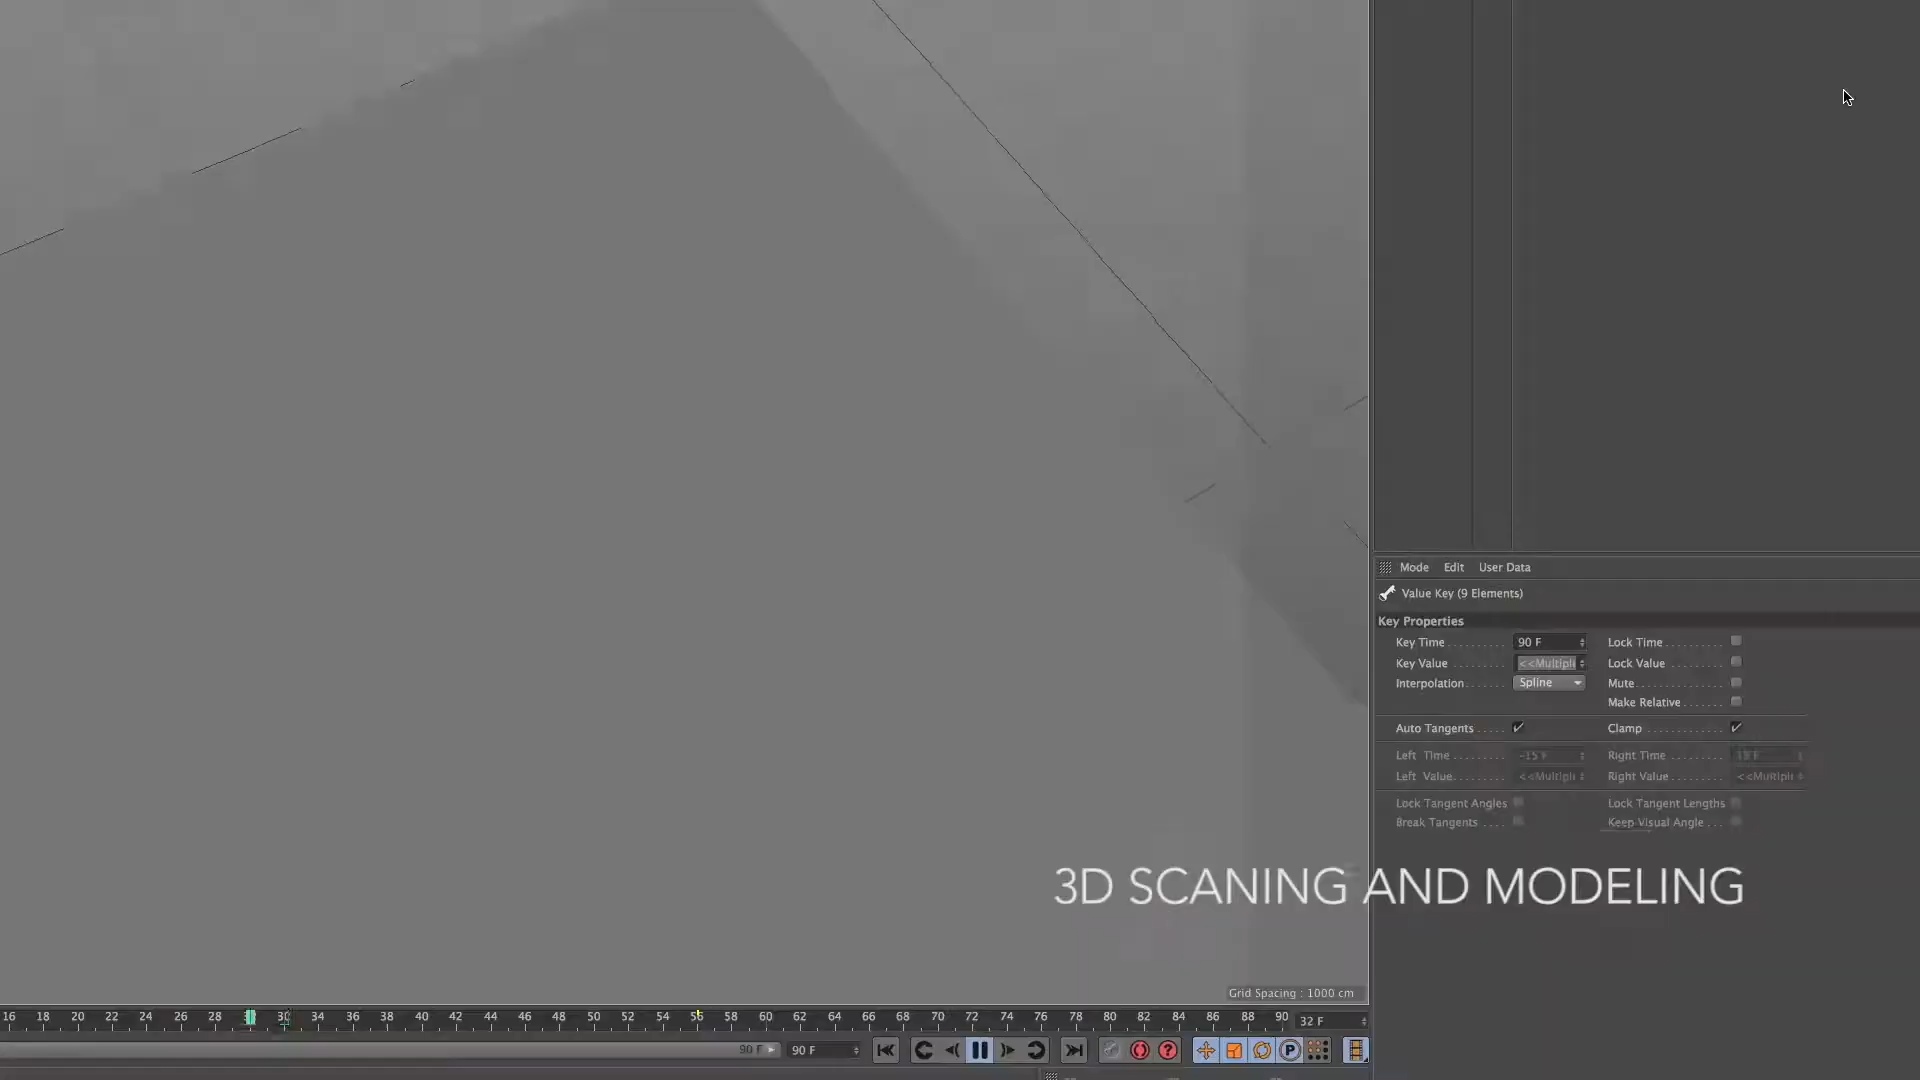 Mode Edit User Data
Value Key (9 Elements)
Key Properties
Key Time 90 F Lock Time
Key Value <<Multipl Lock Value
Interpolation Spline Mute
Make Relative
Auto Tangents Clamp
Left Time -15 F Right Time 15 F
Left Value <<Multipl Right Value <<Multipl
Lock Tangent Angles Lock Tangent Lengths
Break Tangents Keep Visual Angle
3D SCANING AND MODELING
Grid Spacing : 1000 cm
16 18 20 22 24 26 28 30 34 36 38 40 42 44 46 48 50 52 54 56 58 60 62 64 66 68 70 72 74 76 78 80 82 84 86 88 90 32 F
90 F 90 F